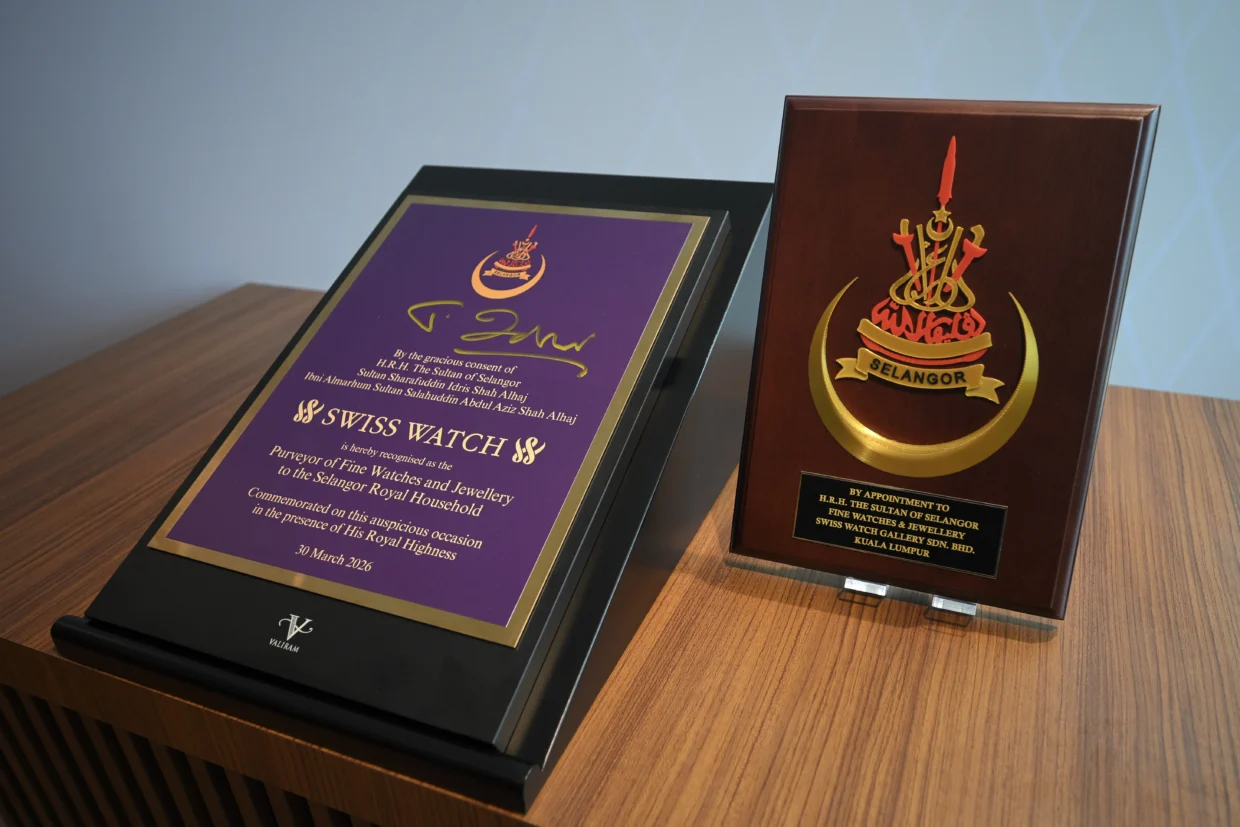 SELANGOR
By the gracious consent of
H.R.H. The Sultan of Selangor
Sultan Sharafuddin Idris Shah Alhaj
Ibni Almarhum Sultan Salahuddin Abdul Aziz Shah Alhaj
SWISS WATCH
is hereby recognised as the
Purveyor of Fine Watches and Jewellery
to the Selangor Royal Household
Commemorated on this auspicious occasion
in the presence of His Royal Highness
30 March 2026
VALIRAM
SELANGOR
BY APPOINTMENT TO
H.R.H. THE SULTAN OF SELANGOR
FINE WATCHES & JEWELLERY
SWISS WATCH GALLERY SDN. BHD.
KUALA LUMPUR